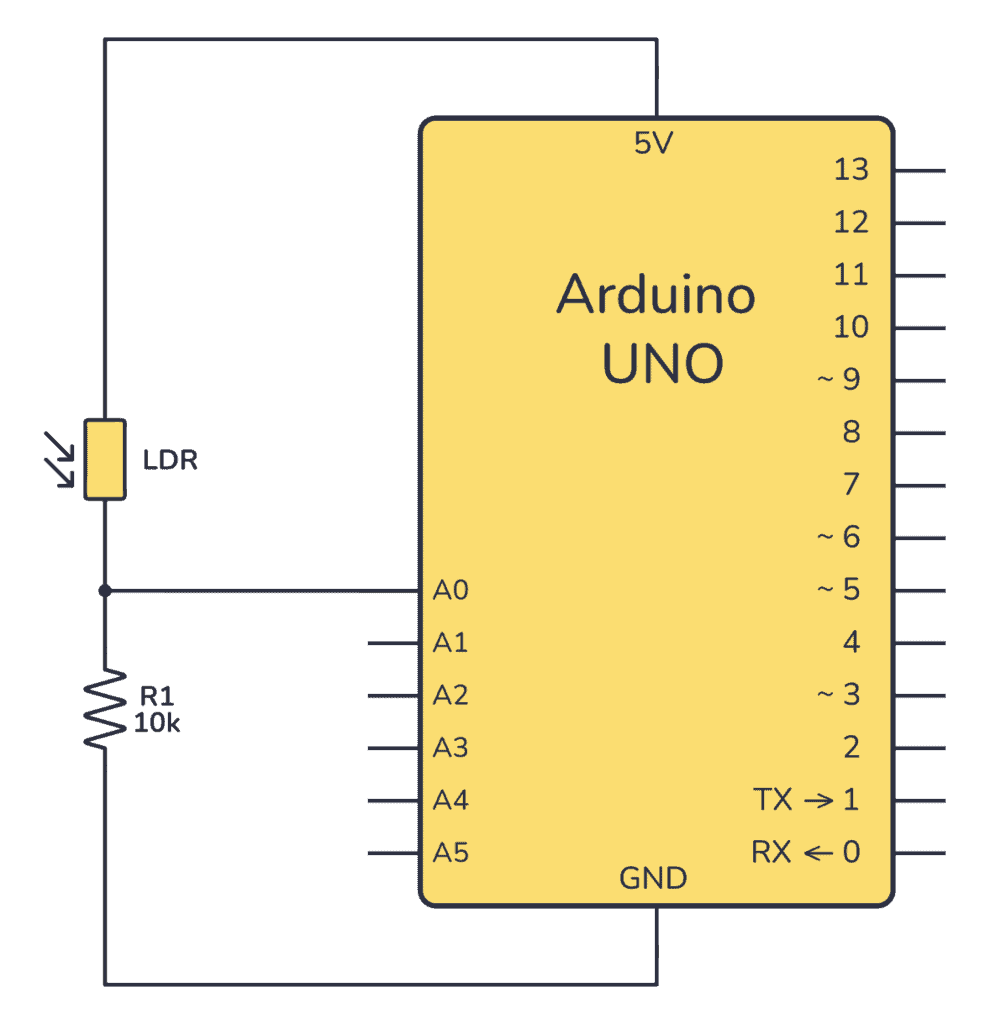 5V
Arduino
UNO
13
12
11
10
~ 9
8
7
~ 6
~ 5
4
~ 3
2
TX → 1
RX ← 0
LDR
A0
A1
A2
A3
A4
A5
R1
10k
GND